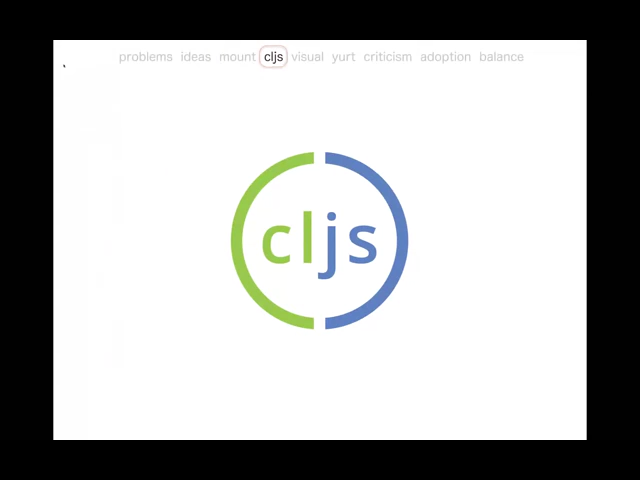 problems ideas mount cljs visual yurt criticism adoption balance
cljs